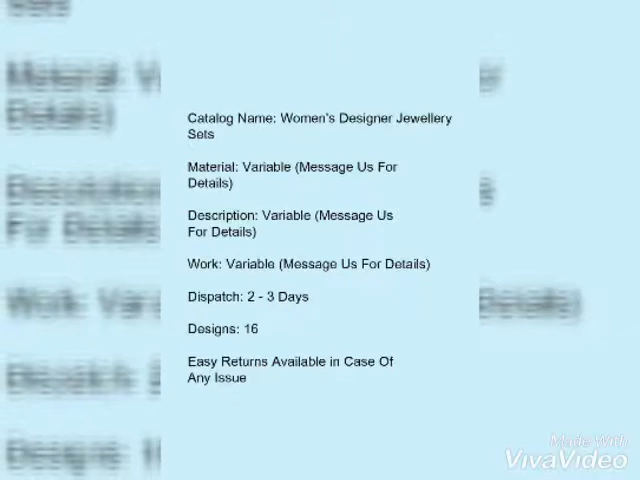 Catalog Name: Women's Designer Jewellery
Sets
Material: Variable (Message Us For
Details)
Description: Variable (Message Us
For Details)
Work: Variable (Message Us For Details)
Dispatch: 2 - 3 Days
Designs: 16
Easy Returns Available in Case Of
Any Issue
Made With
VivaVideo